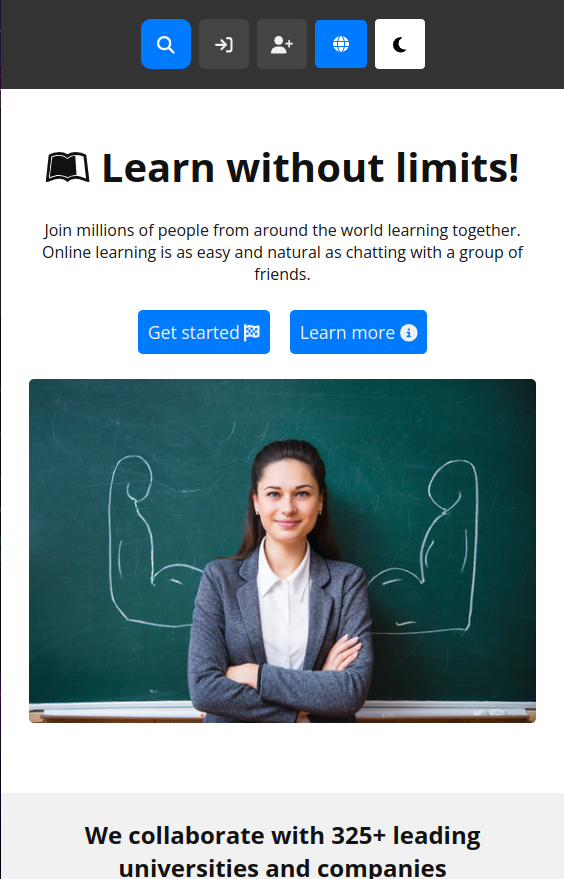 Learn without limits!
Join millions of people from around the world learning together.
Online learning is as easy and natural as chatting with a group of
friends.
Get started
Learn more
We collaborate with 325+ leading
universities and companies